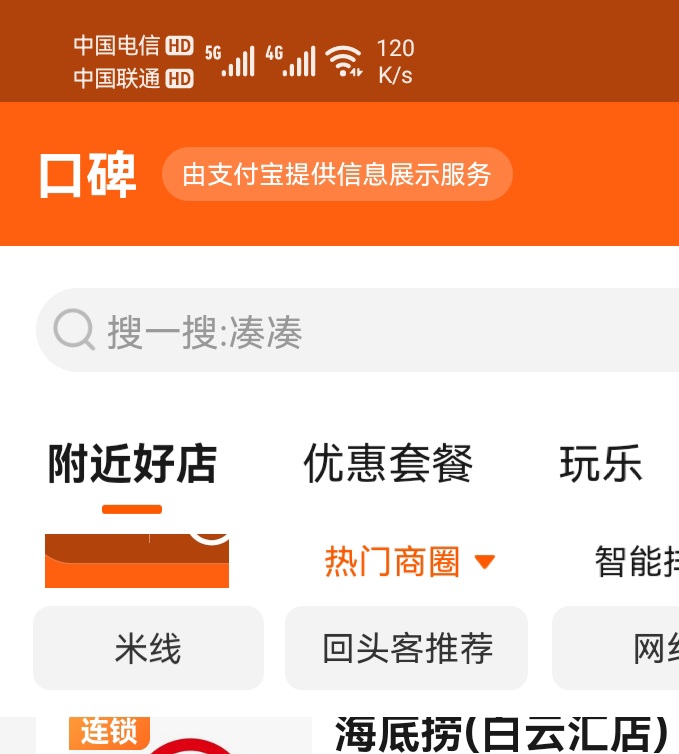 中国电信 HD 5G 4G 120
中国联通 HD K/s
口碑 由支付宝提供信息展示服务
搜一搜:凑凑
附近好店 优惠套餐 玩乐
热门商圈 智能
米线 回头客推荐 网
连锁 海底捞(白云汇店)